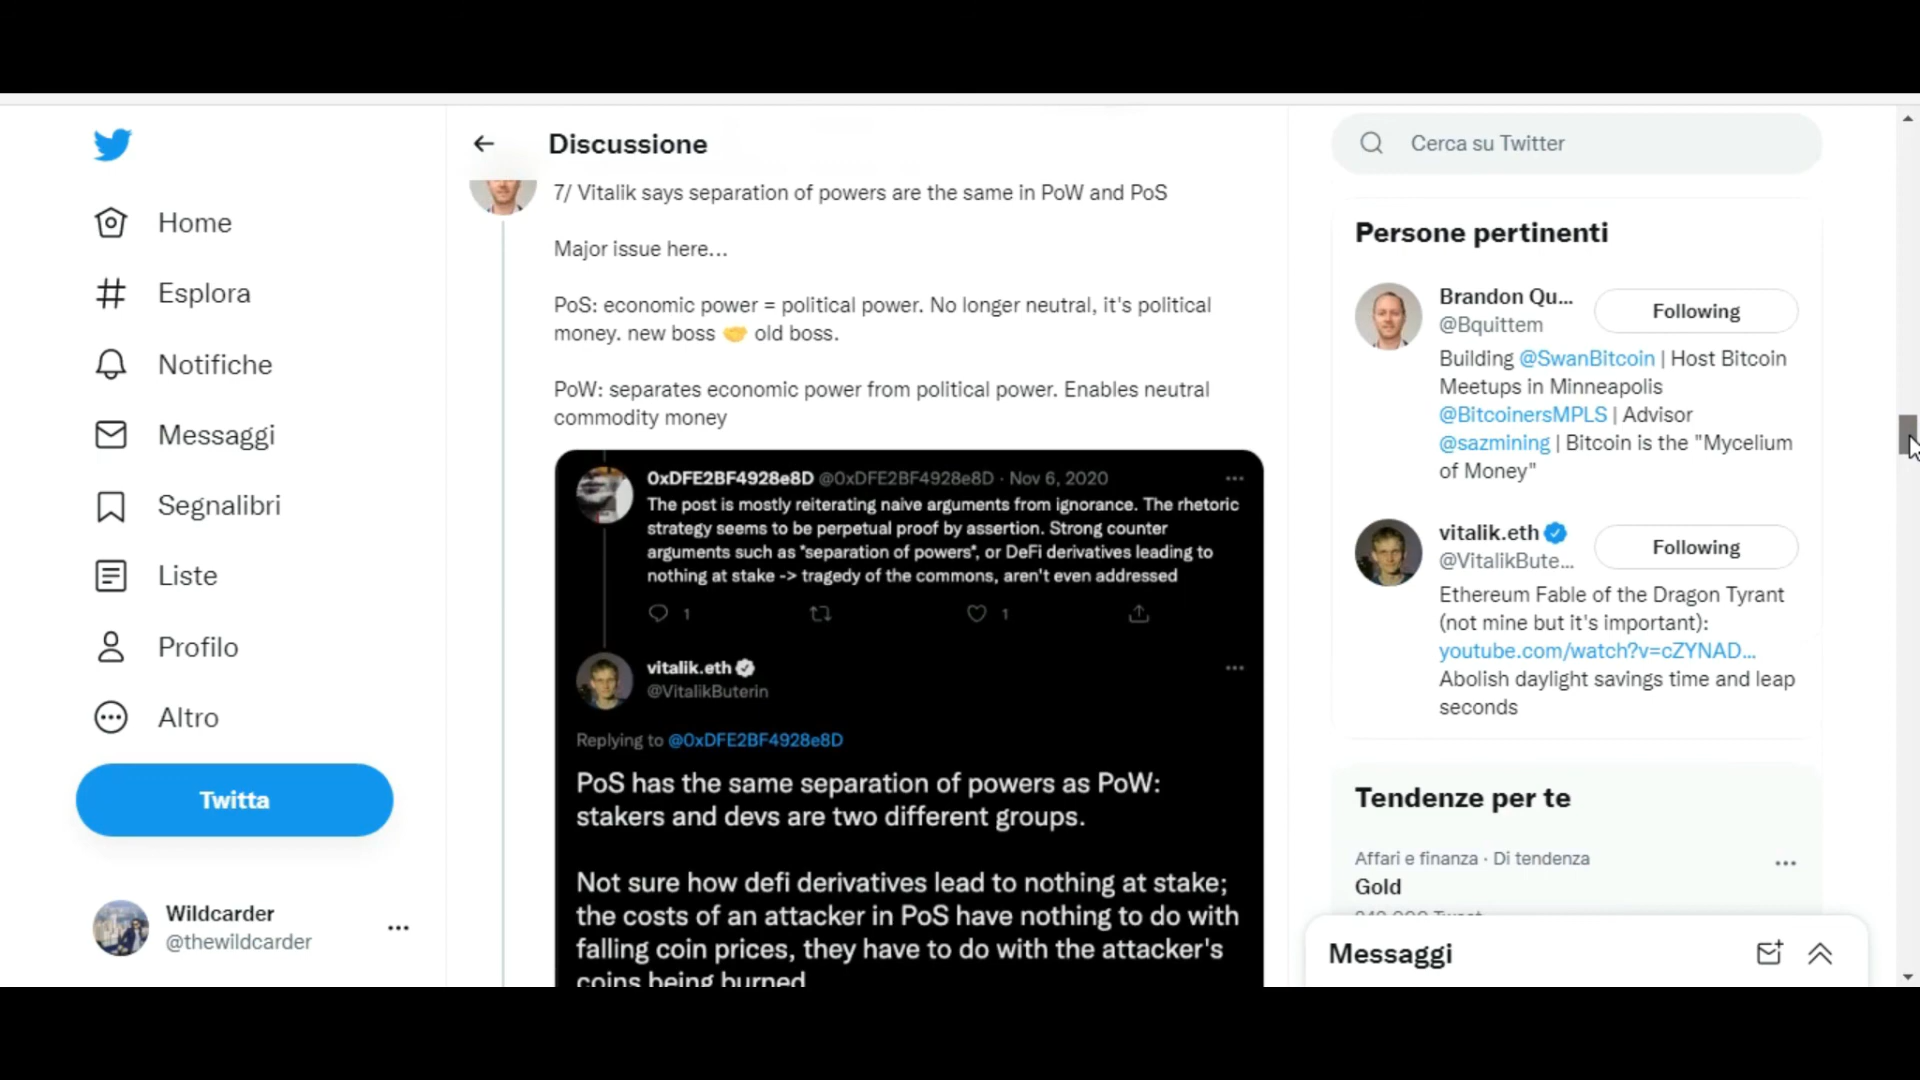 Discussione
Cerca su Twitter
Home
Esplora
Notifiche
Messaggi
Segnalibri
Liste
Profilo
Altro
Twitta
Wildcarder
@thewildcarder
7/ Vitalik says separation of powers are the same in PoW and PoS
Major issue here...
PoS: economic power = political power. No longer neutral, it's political
money. new boss 🤝 old boss.
PoW: separates economic power from political power. Enables neutral
commodity money
0xDFE2BF4928e8D @0xDFE2BF4928e8D · Nov 6, 2020
The post is mostly reiterating naive arguments from ignorance. The rhetoric
strategy seems to be perpetual proof by assertion. Strong counter
arguments such as *separation of powers*, or DeFi derivatives leading to
nothing at stake -> tragedy of the commons, aren't even addressed
1 1
vitalik.eth
@VitalikButerin
Replying to @0xDFE2BF4928e8D
PoS has the same separation of powers as PoW:
stakers and devs are two different groups.
Not sure how defi derivatives lead to nothing at stake;
the costs of an attacker in PoS have nothing to do with
falling coin prices, they have to do with the attacker's
coins being burned
Persone pertinenti
Brandon Qu...
@Bquittem
Following
Building @SwanBitcoin | Host Bitcoin
Meetups in Minneapolis
@BitcoinersMPLS | Advisor
@sazmining | Bitcoin is the "Mycelium
of Money"
vitalik.eth
@VitalikBute...
Following
Ethereum Fable of the Dragon Tyrant
(not mine but it's important):
youtube.com/watch?v=cZYNAD...
Abolish daylight savings time and leap
seconds
Tendenze per te
Affari e finanza · Di tendenza
Gold
Messaggi